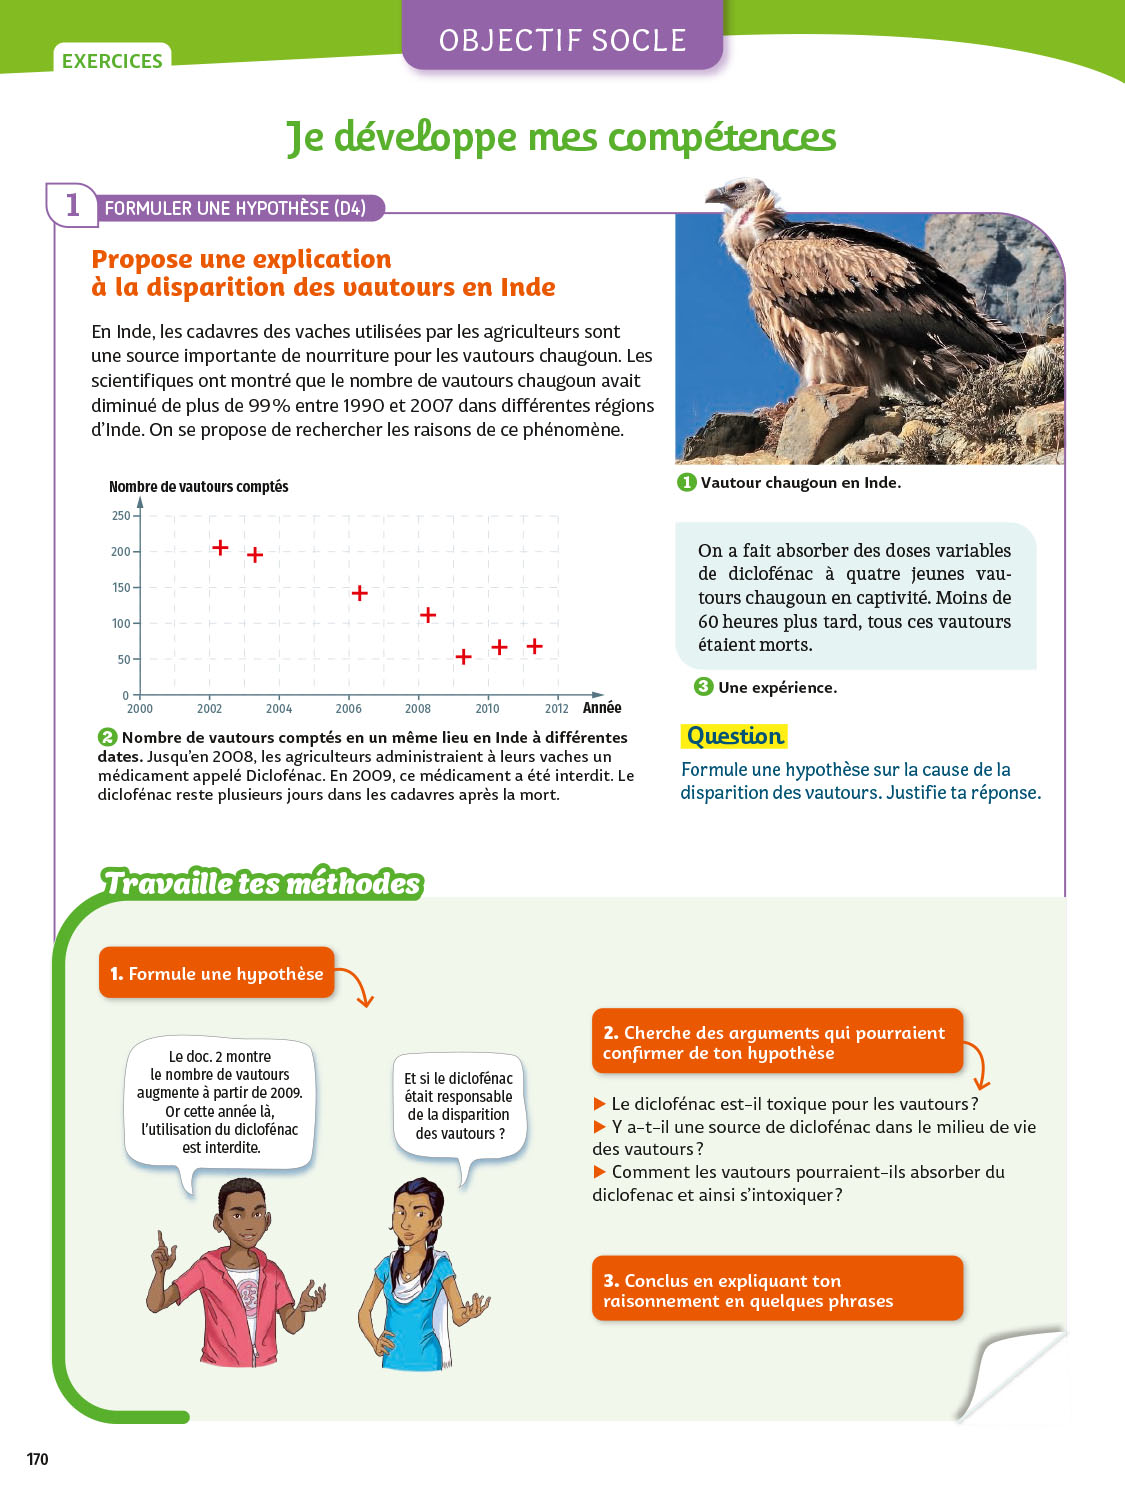 OBJECTIF SOCLE
EXERCICES
Je développe mes compétences
1
FORMULER UNE HYPOTHÈSE (D4)
Propose une explication
à la disparition des vautours en Inde
En Inde, les cadavres des vaches utilisées par les agriculteurs sont
une source importante de nourriture pour les vautours chaugoun. Les
scientifiques ont montré que le nombre de vautours chaugoun avait
diminué de plus de 99 % entre 1990 et 2007 dans différentes régions
d'Inde. On se propose de rechercher les raisons de ce phénomène.
1 Vautour chaugoun en Inde.
Nombre de vautours comptés
250
200
150
100
50
0
2000 2002 2004 2006 2008 2010 2012 Année
2 Nombre de vautours comptés en un même lieu en Inde à différentes
dates. Jusqu'en 2008, les agriculteurs administraient à leurs vaches un
médicament appelé Diclofénac. En 2009, ce médicament a été interdit. Le
diclofénac reste plusieurs jours dans les cadavres après la mort.
On a fait absorber des doses variables
de diclofénac à quatre jeunes vau-
tours chaugoun en captivité. Moins de
60 heures plus tard, tous ces vautours
étaient morts.
3 Une expérience.
Question
Formule une hypothèse sur la cause de la
disparition des vautours. Justifie ta réponse.
Travaille tes méthodes
1. Formule une hypothèse
Le doc. 2 montre
le nombre de vautours
augmente à partir de 2009.
Or cette année là,
l'utilisation du diclofénac
est interdite.
Et si le diclofénac
était responsable
de la disparition
des vautours ?
2. Cherche des arguments qui pourraient
confirmer de ton hypothèse
▶ Le diclofénac est-il toxique pour les vautours ?
▶ Y a-t-il une source de diclofénac dans le milieu de vie
des vautours ?
▶ Comment les vautours pourraient-ils absorber du
diclofenac et ainsi s'intoxiquer ?
3. Conclus en expliquant ton
raisonnement en quelques phrases
170